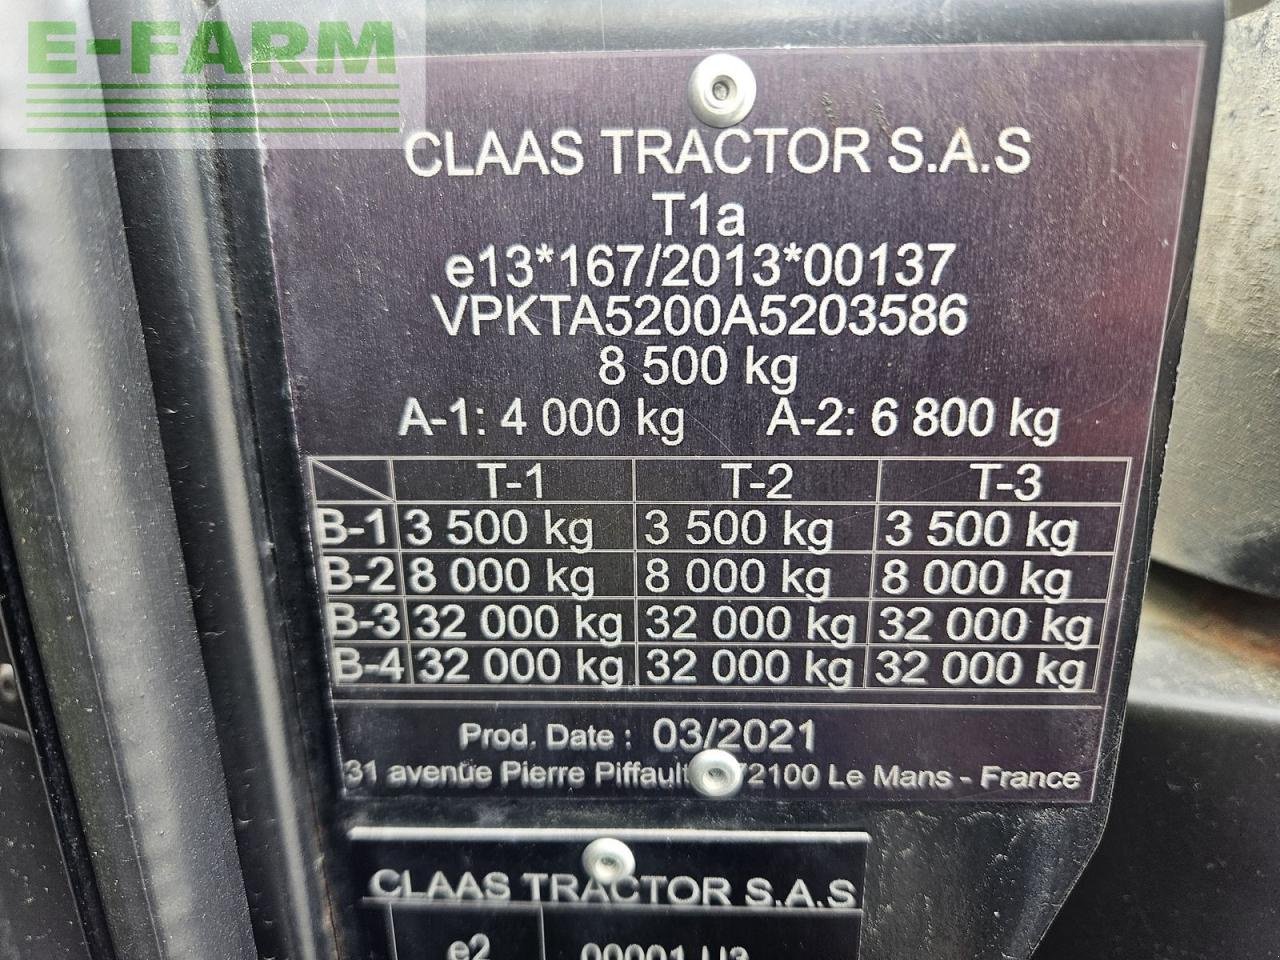 E-FARM
CLAAS TRACTOR S.A.S
T1a
e13*167/2013*00137
VPKTA5200A5203586
8 500 kg
A-1: 4 000 kg A-2: 6 800 kg
T-1 T-2 T-3
B-1 3 500 kg 3 500 kg 3 500 kg
B-2 8 000 kg 8 000 kg 8 000 kg
B-3 32 000 kg 32 000 kg 32 000 kg
B-4 32 000 kg 32 000 kg 32 000 kg
Prod. Date : 03/2021
31 avenue Pierre Piffault 72100 Le Mans - France
CLAAS TRACTOR S.A.S
e2 00001 U3